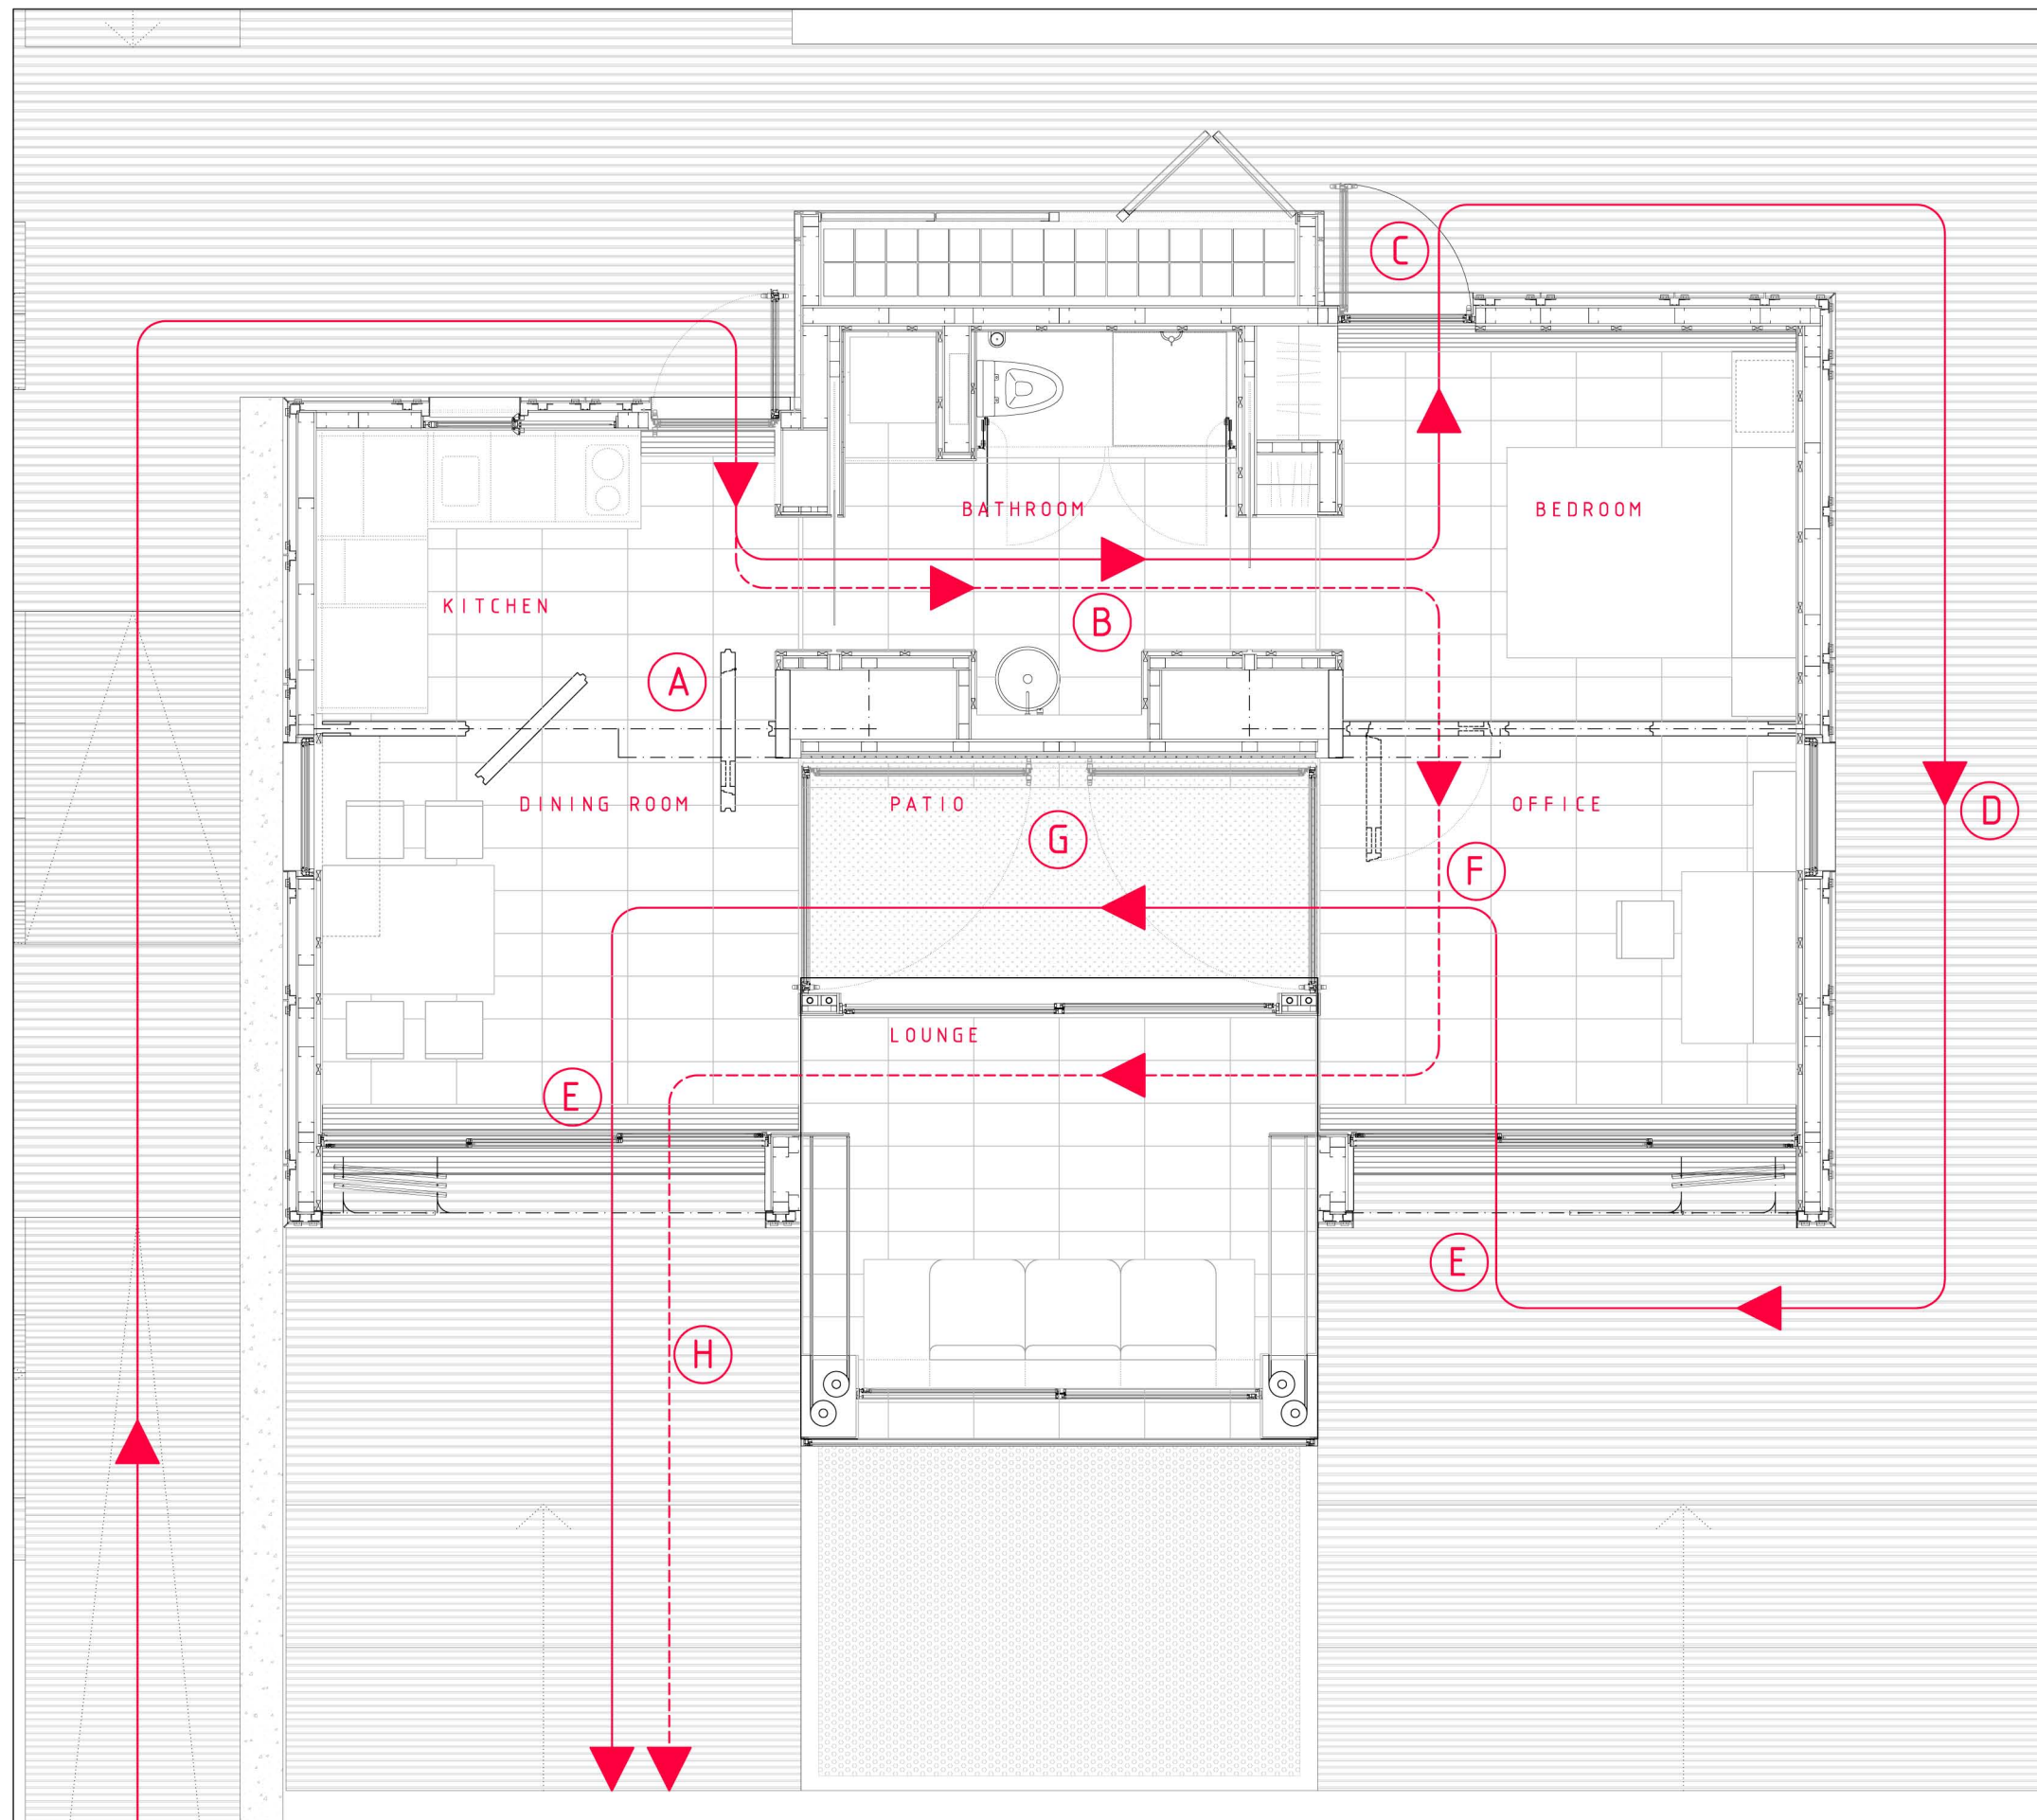 C
BATHROOM
BEDROOM
KITCHEN
B
A
DINING ROOM
PATIO
OFFICE
D
G
F
LOUNGE
E
E
H